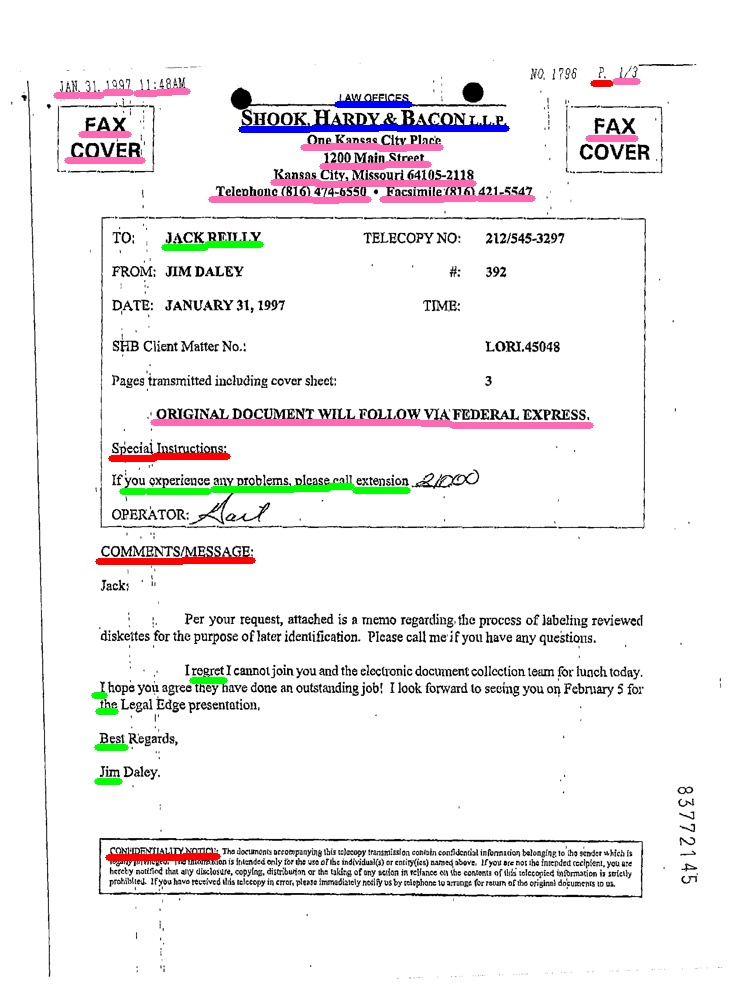 JAN. 31. 1997 11:48AM
NO. 1796 P. 1/3
LAW OFFICES
SHOOK, HARDY & BACON L.L.P.
FAX COVER
One Kansas City Place
FAX COVER
1200 Main Street
Kansas City, Missouri 64105-2118
Telephone (816) 474-6550 • Facsimile (816) 421-5547
TO: JACK REILLY TELECOPY NO: 212/545-3297
FROM: JIM DALEY #: 392
DATE: JANUARY 31, 1997 TIME:
SHB Client Matter No.: LORI.45048
Pages transmitted including cover sheet: 3
ORIGINAL DOCUMENT WILL FOLLOW VIA FEDERAL EXPRESS.
Special Instructions:
If you experience any problems, please call extension 21000
OPERATOR: Gail
COMMENTS/MESSAGE:
Jack:
Per your request, attached is a memo regarding the process of labeling reviewed
diskettes for the purpose of later identification. Please call me if you have any questions.
I regret I cannot join you and the electronic document collection team for lunch today.
I hope you agree they have done an outstanding job! I look forward to seeing you on February 5 for
the Legal Edge presentation.
Best Regards,
Jim Daley.
83772145
CONFIDENTIALITY NOTICE: The documents accompanying this telecopy transmission contain confidential information belonging to the sender which is
legally privileged. The information is intended only for the use of the individual(s) or entity(ies) named above. If you are not the intended recipient, you are
hereby notified that any disclosure, copying, distribution or the taking of any action in reliance on the contents of this telecopied information is strictly
prohibited. If you have received this telecopy in error, please immediately notify us by telephone to arrange for return of the original documents to us.